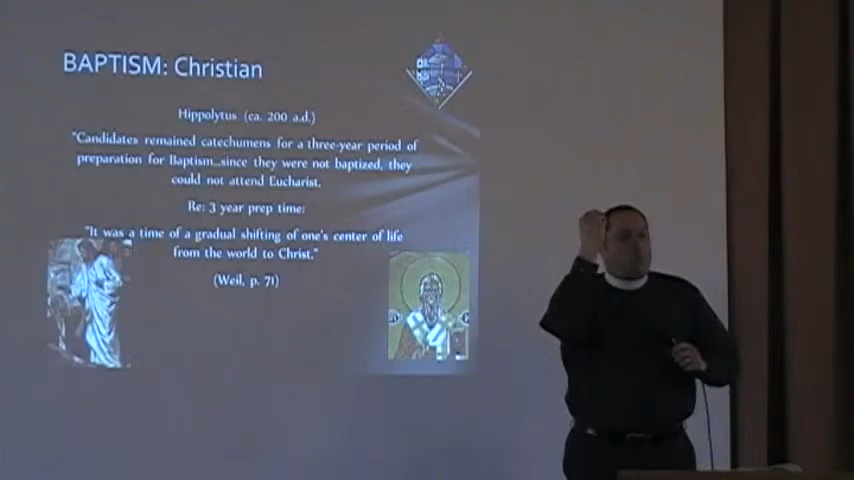 BAPTISM: Christian
Hippolytus (ca. 200 a.d.)
"Candidates remained catechumens for a three-year period of
preparation for Baptism...since they were not baptized, they
could not attend Eucharist.
Re: 3 year prep time:
"It was a time of a gradual shifting of one's center of life
from the world to Christ."
(Weil, p. 71)